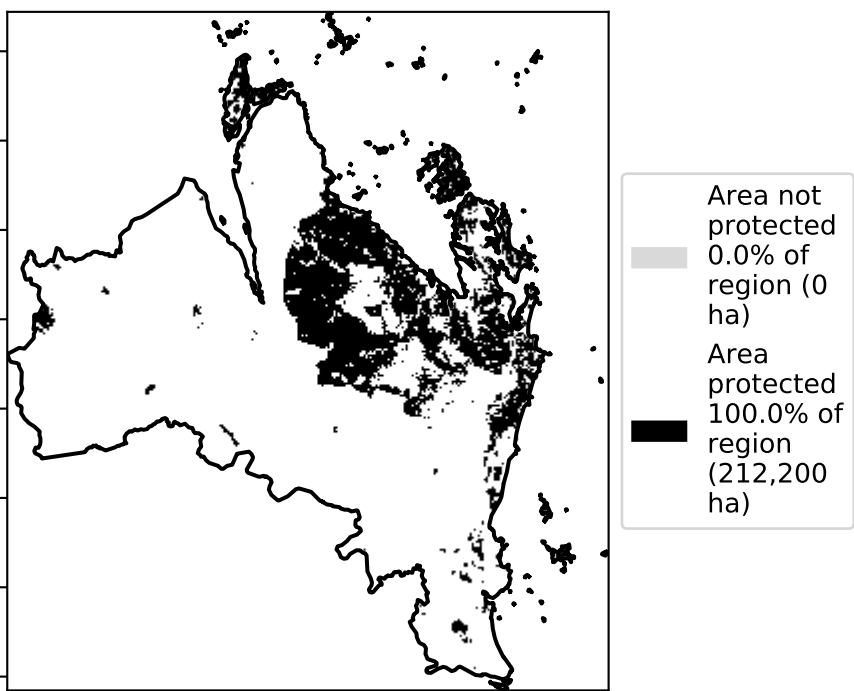 Area not
protected
0.0% of
region (0
ha)
Area
protected
100.0% of
region
(212,200
ha)